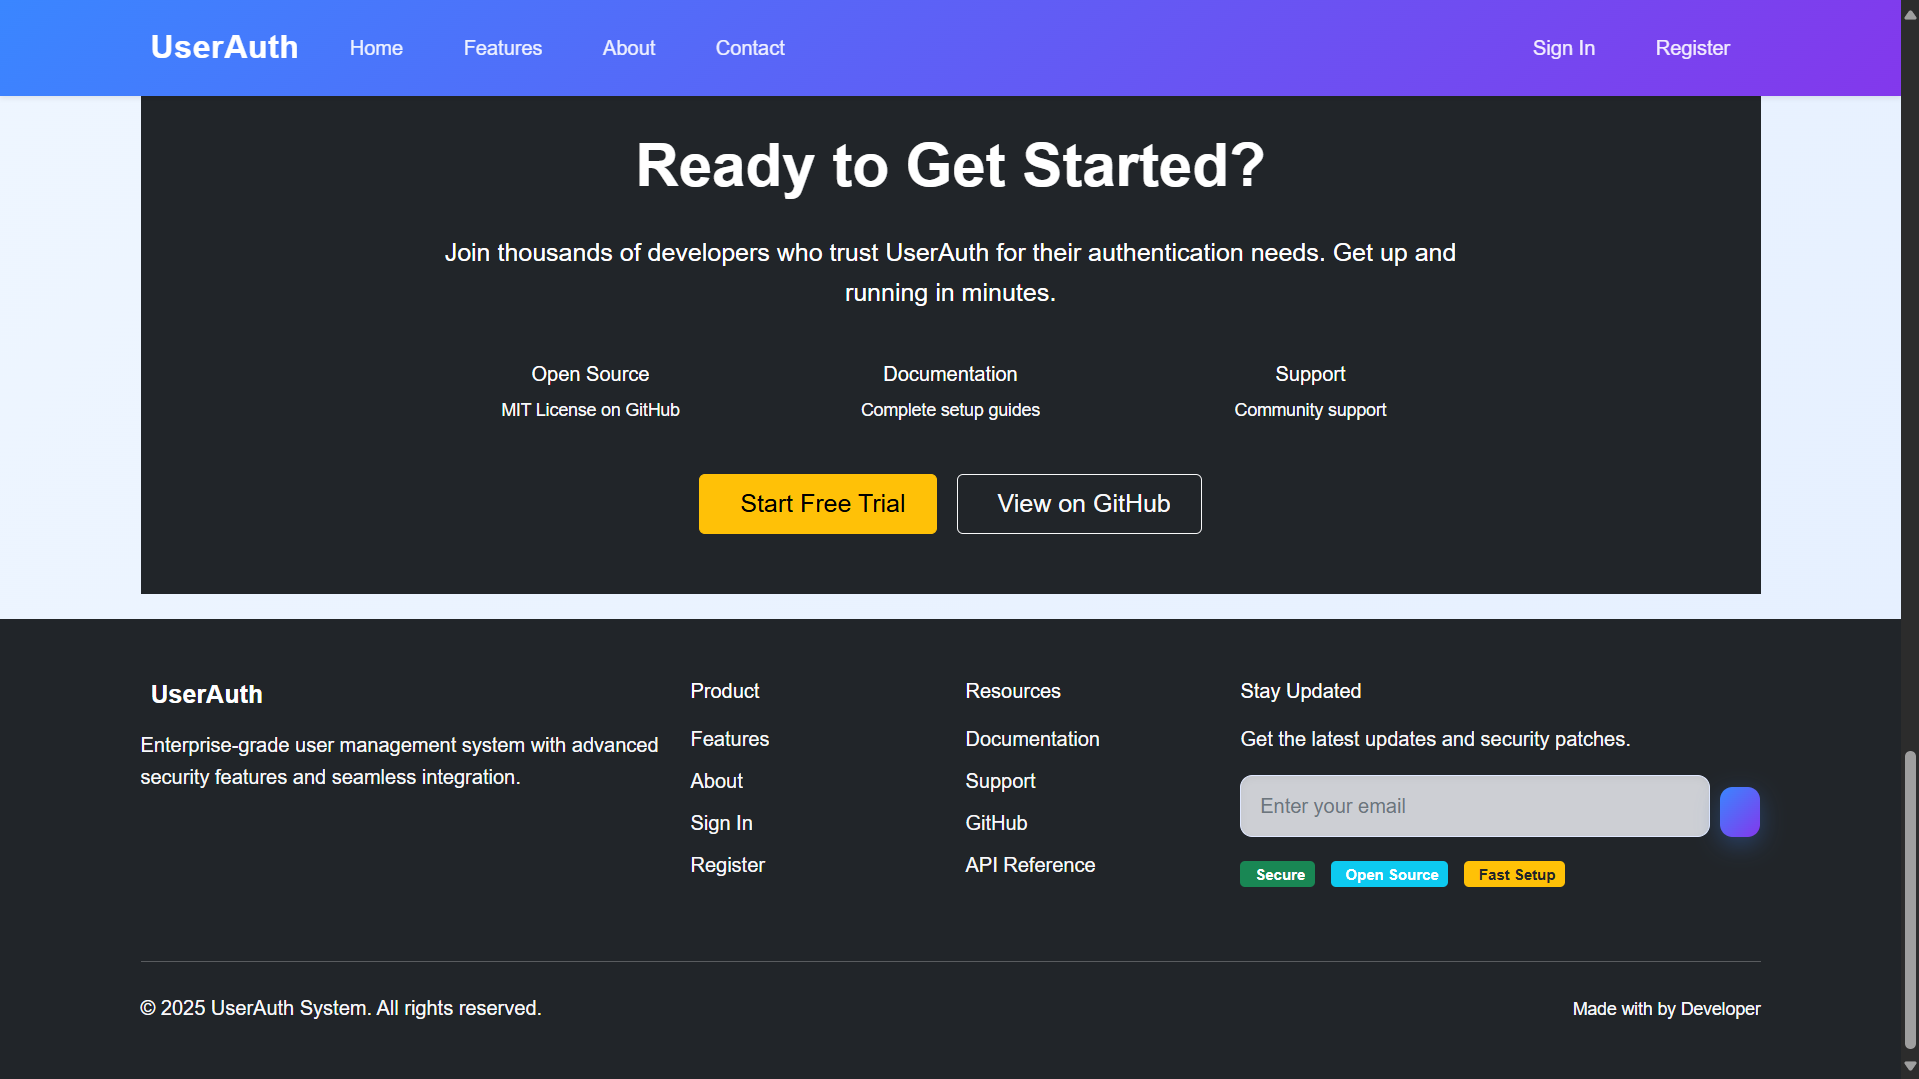 UserAuth
Home
Features
About
Contact
Sign In
Register
Ready to Get Started?
Join thousands of developers who trust UserAuth for their authentication needs. Get up and
running in minutes.
Open Source
MIT License on GitHub
Documentation
Complete setup guides
Support
Community support
Start Free Trial
View on GitHub
UserAuth
Enterprise-grade user management system with advanced
security features and seamless integration.
Product
Features
About
Sign In
Register
Resources
Documentation
Support
GitHub
API Reference
Stay Updated
Get the latest updates and security patches.
Enter your email
Secure
Open Source
Fast Setup
© 2025 UserAuth System. All rights reserved.
Made with by Developer